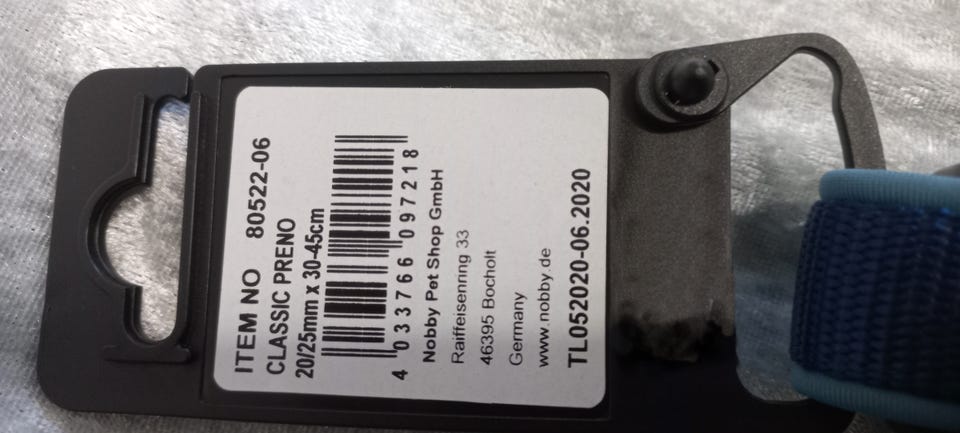 ITEM NO 80522-06
CLASSIC PRENO
20/25mm x 30-45cm
4 033766 097218
Nobby Pet Shop GmbH
Raiffeisenring 33
46395 Bocholt
Germany
www.nobby.de
TL052020-06.2020